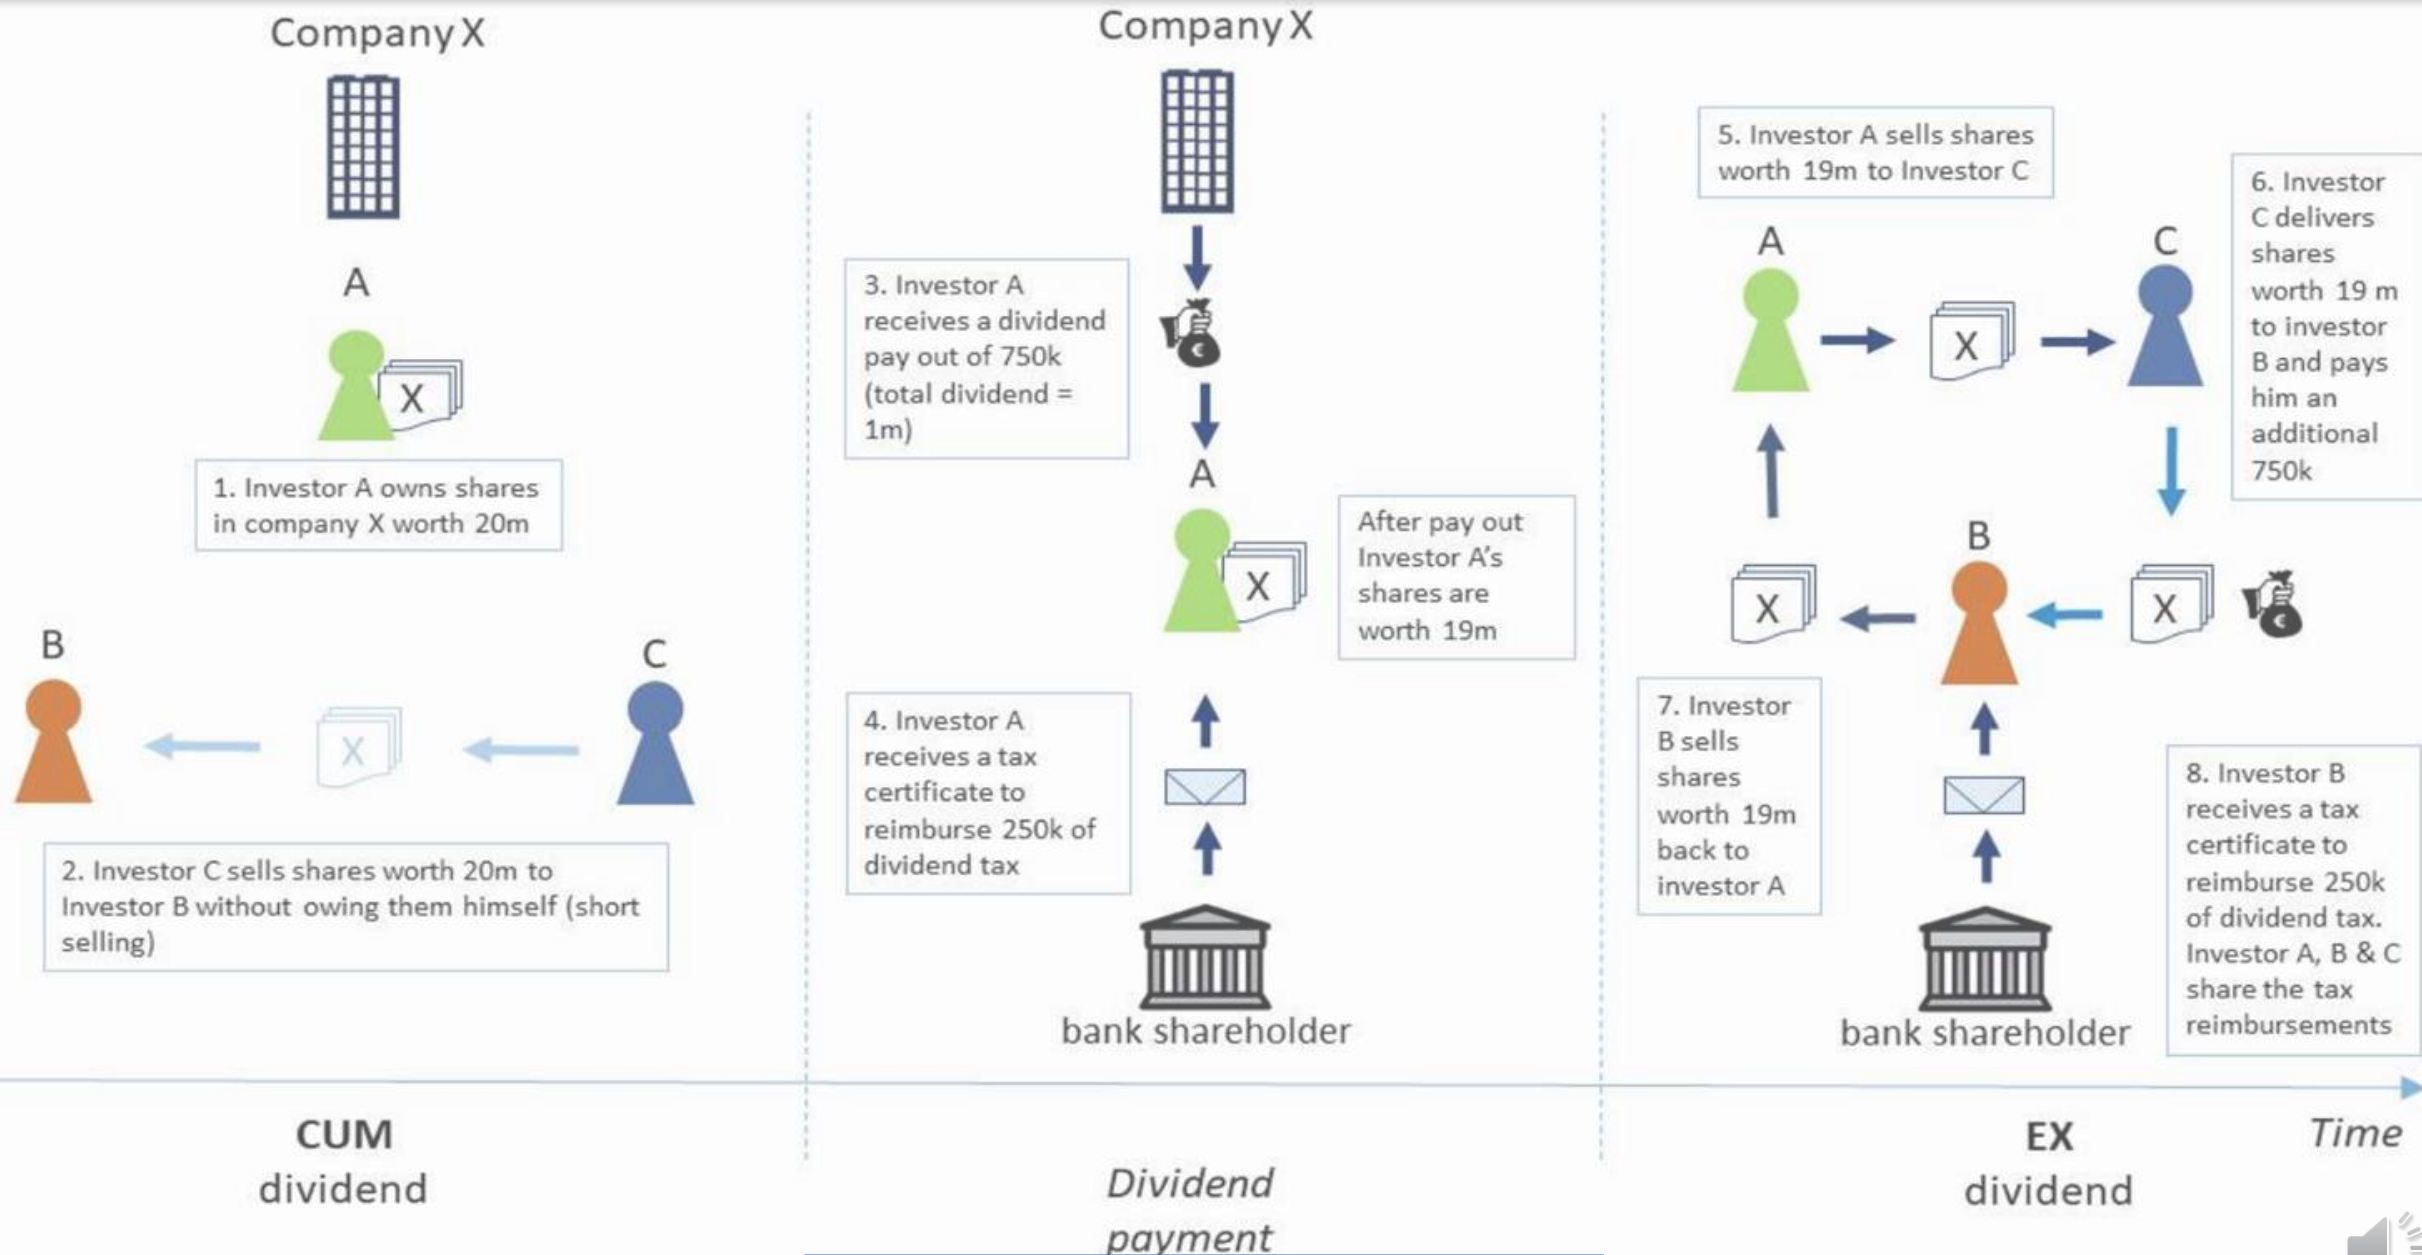 Company X
A
X
1. Investor A owns shares
in company X worth 20m
B
X
C
2. Investor C sells shares worth 20m to
Investor B without owing them himself (short
selling)
CUM
dividend
Company X
3. Investor A
receives a dividend
pay out of 750k
(total dividend =
1m)
€
A
X
After pay out
Investor A's
shares are
worth 19m
4. Investor A
receives a tax
certificate to
reimburse 250k of
dividend tax
bank shareholder
Dividend
payment
5. Investor A sells shares
worth 19m to Investor C
A
X
C
6. Investor
C delivers
shares
worth 19 m
to investor
B and pays
him an
additional
750k
B
X
X
€
7. Investor
B sells
shares
worth 19m
back to
investor A
8. Investor B
receives a tax
certificate to
reimburse 250k
of dividend tax.
Investor A, B & C
share the tax
reimbursements
bank shareholder
EX
dividend
Time